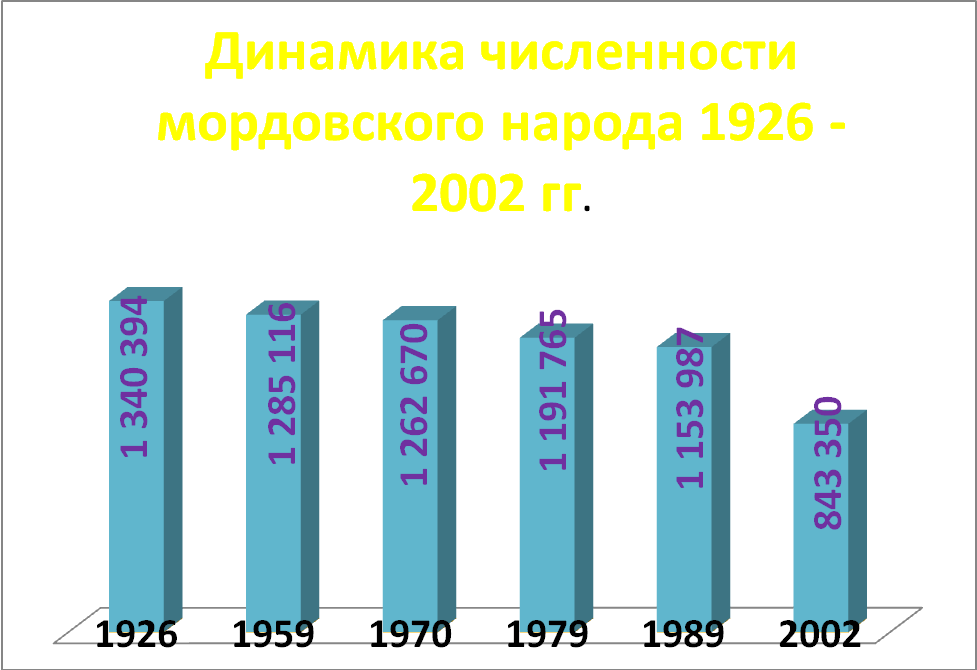 Динамика численности
мордовского народа 1926 -
2002 гг.
1 340 394
1 285 116
1 262 670
1 191 765
1 153 987
843 350
1926 1959 1970 1979 1989 2002